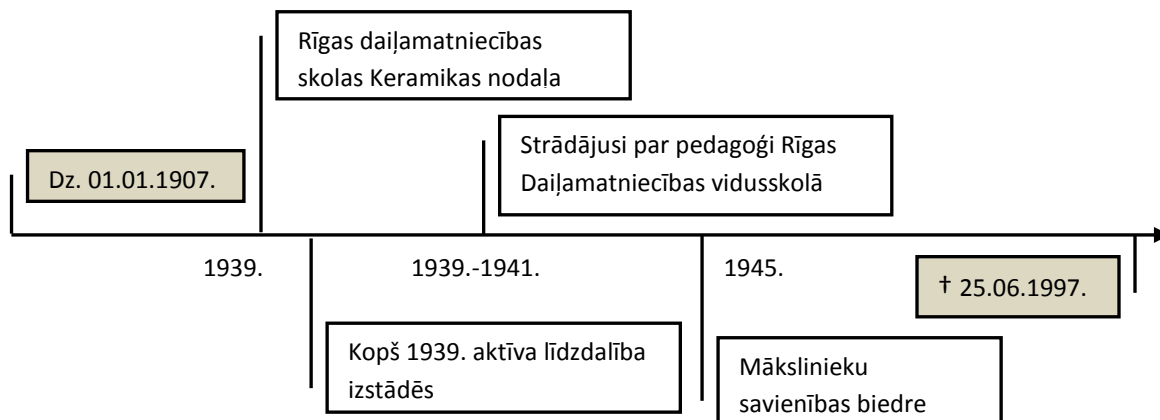 Rīgas daiļamatniecības
skolas Keramikas nodaļa
Strādājusi par pedagoģi Rīgas
Daiļamatniecības vidusskolā
Dz. 01.01.1907.
1939.
1939.-1941.
1945.
† 25.06.1997.
Kopš 1939. aktīva līdzdalība
izstādēs
Mākslinieku
savienības biedre